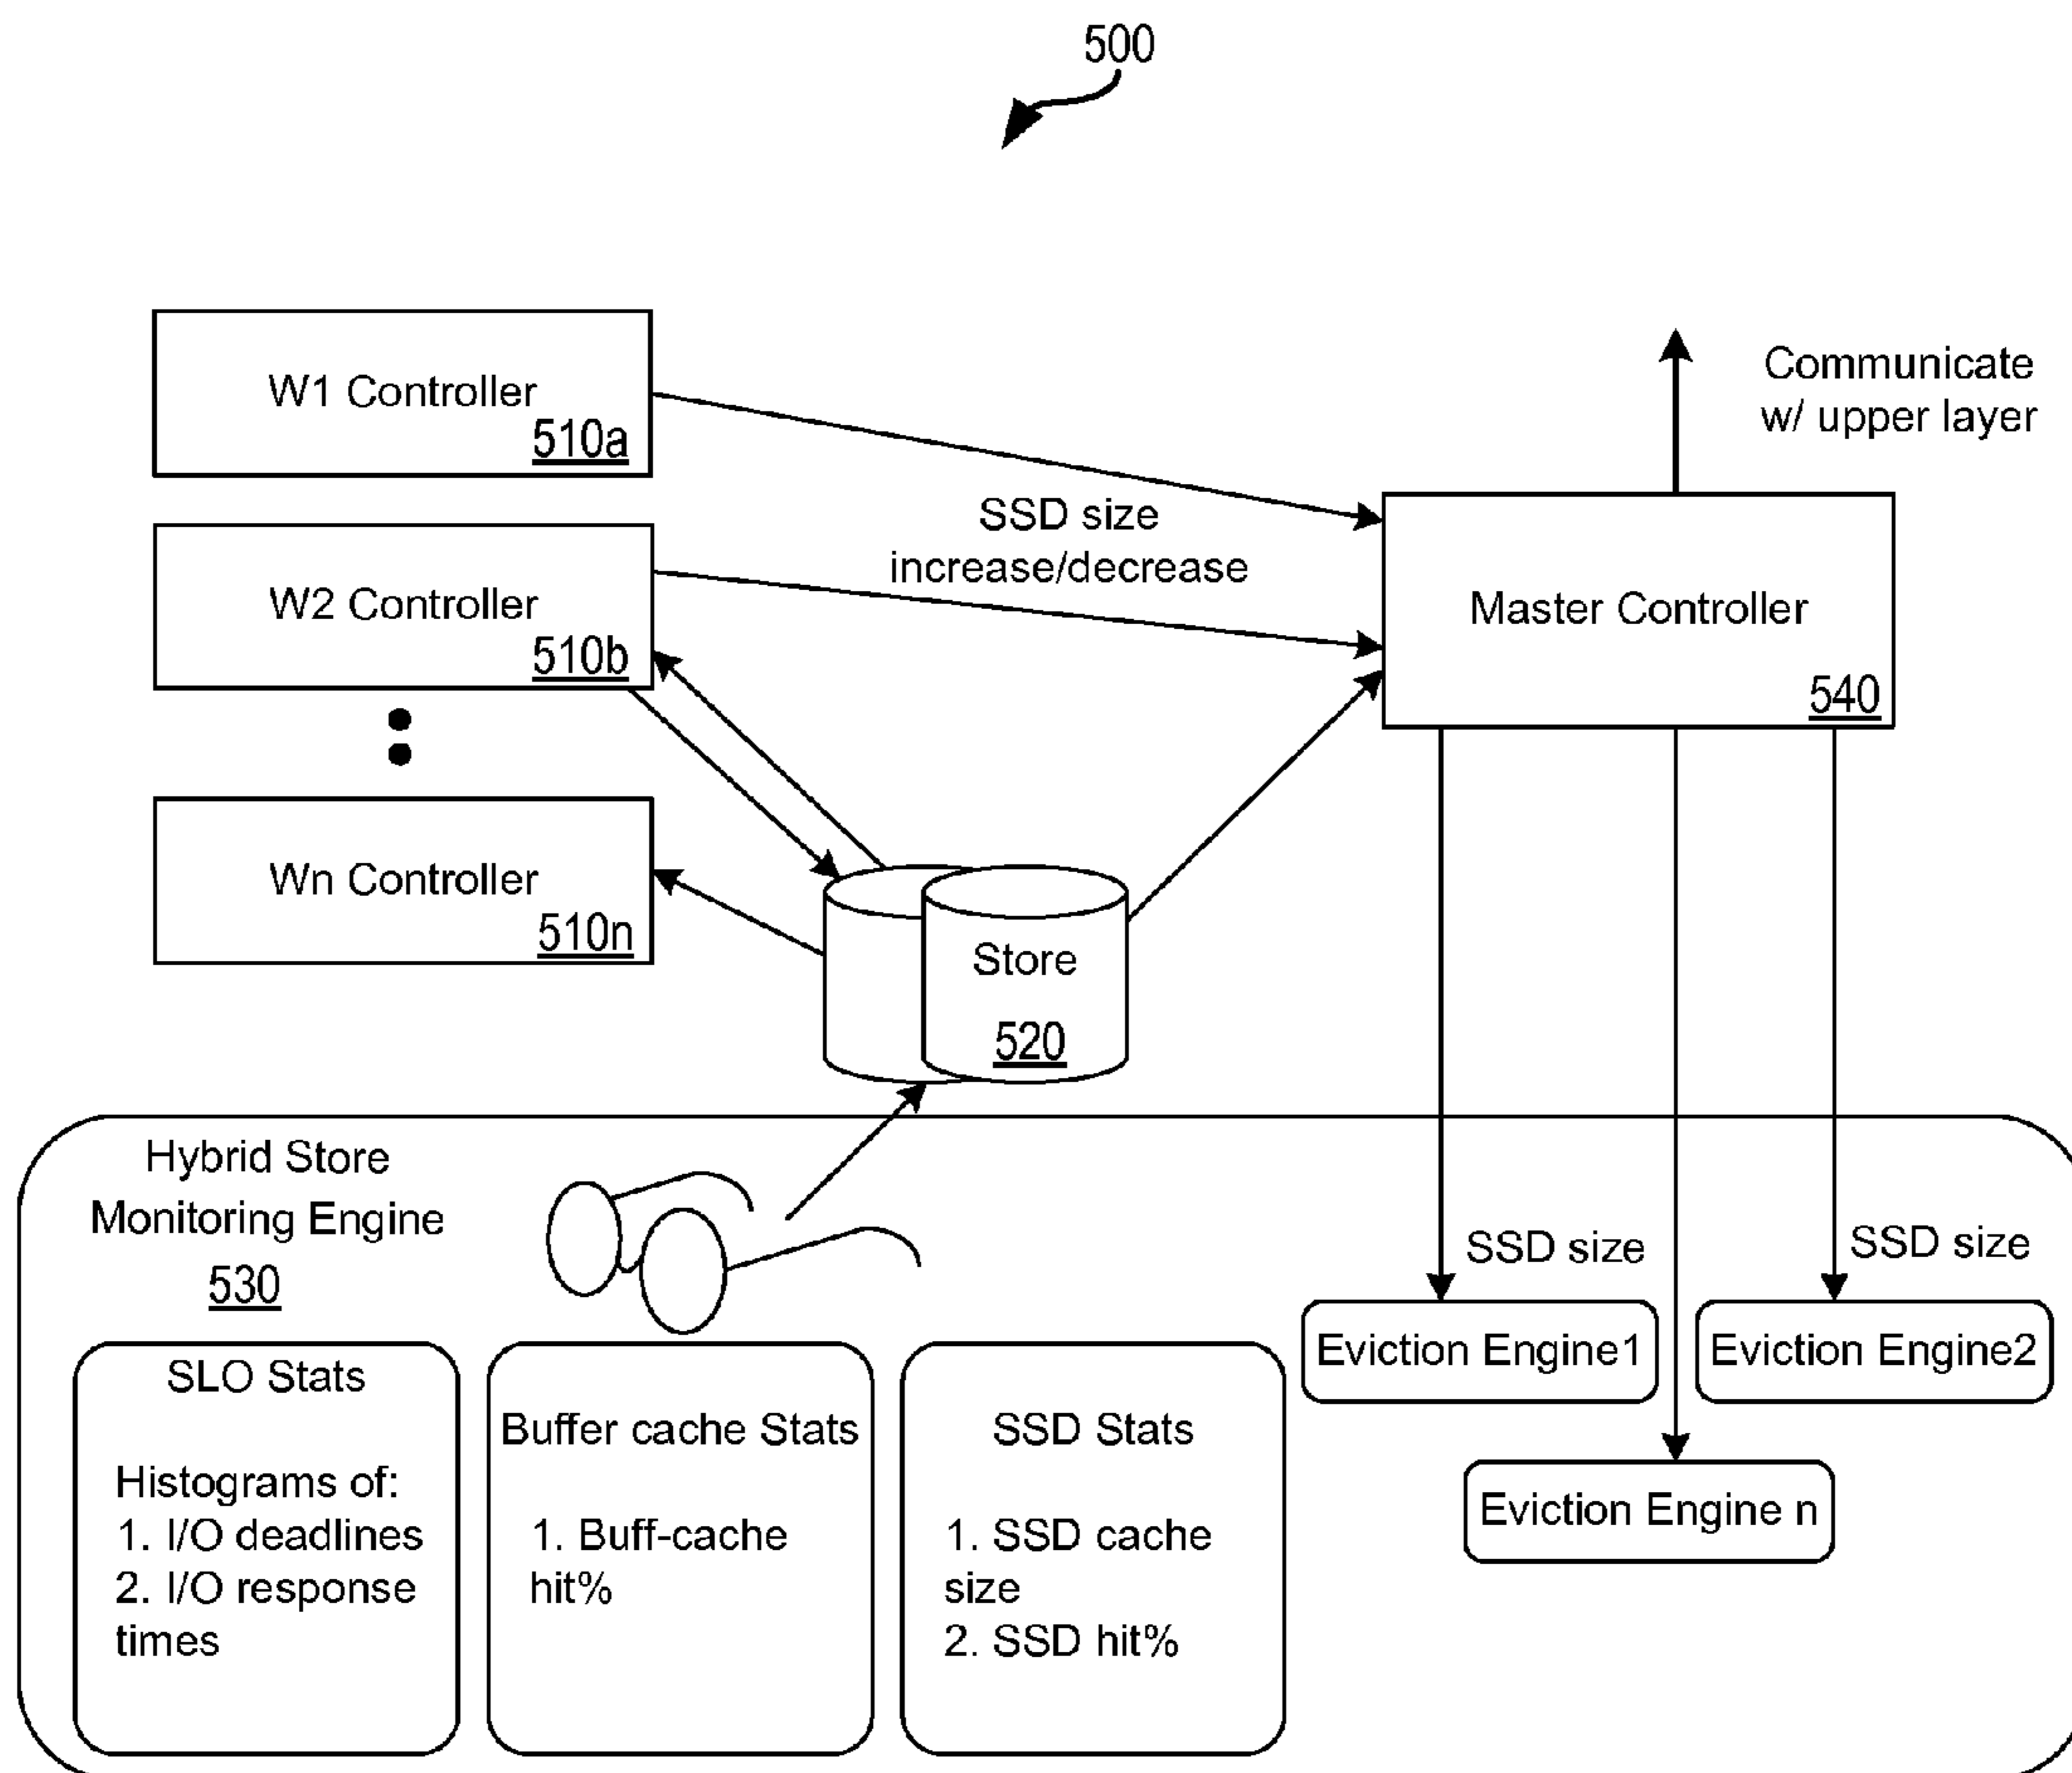 500
W1 Controller
510a
Communicate
w/ upper layer
SSD size
increase/decrease
W2 Controller
510b
Master Controller
540
Wn Controller
510n
Store
520
Hybrid Store
Monitoring Engine
530
SSD size
SSD size
Eviction Engine1
Eviction Engine2
Eviction Engine n
SLO Stats
Histograms of:
1. I/O deadlines
2. I/O response
times
Buffer cache Stats
1. Buff-cache
hit%
SSD Stats
1. SSD cache
size
2. SSD hit%